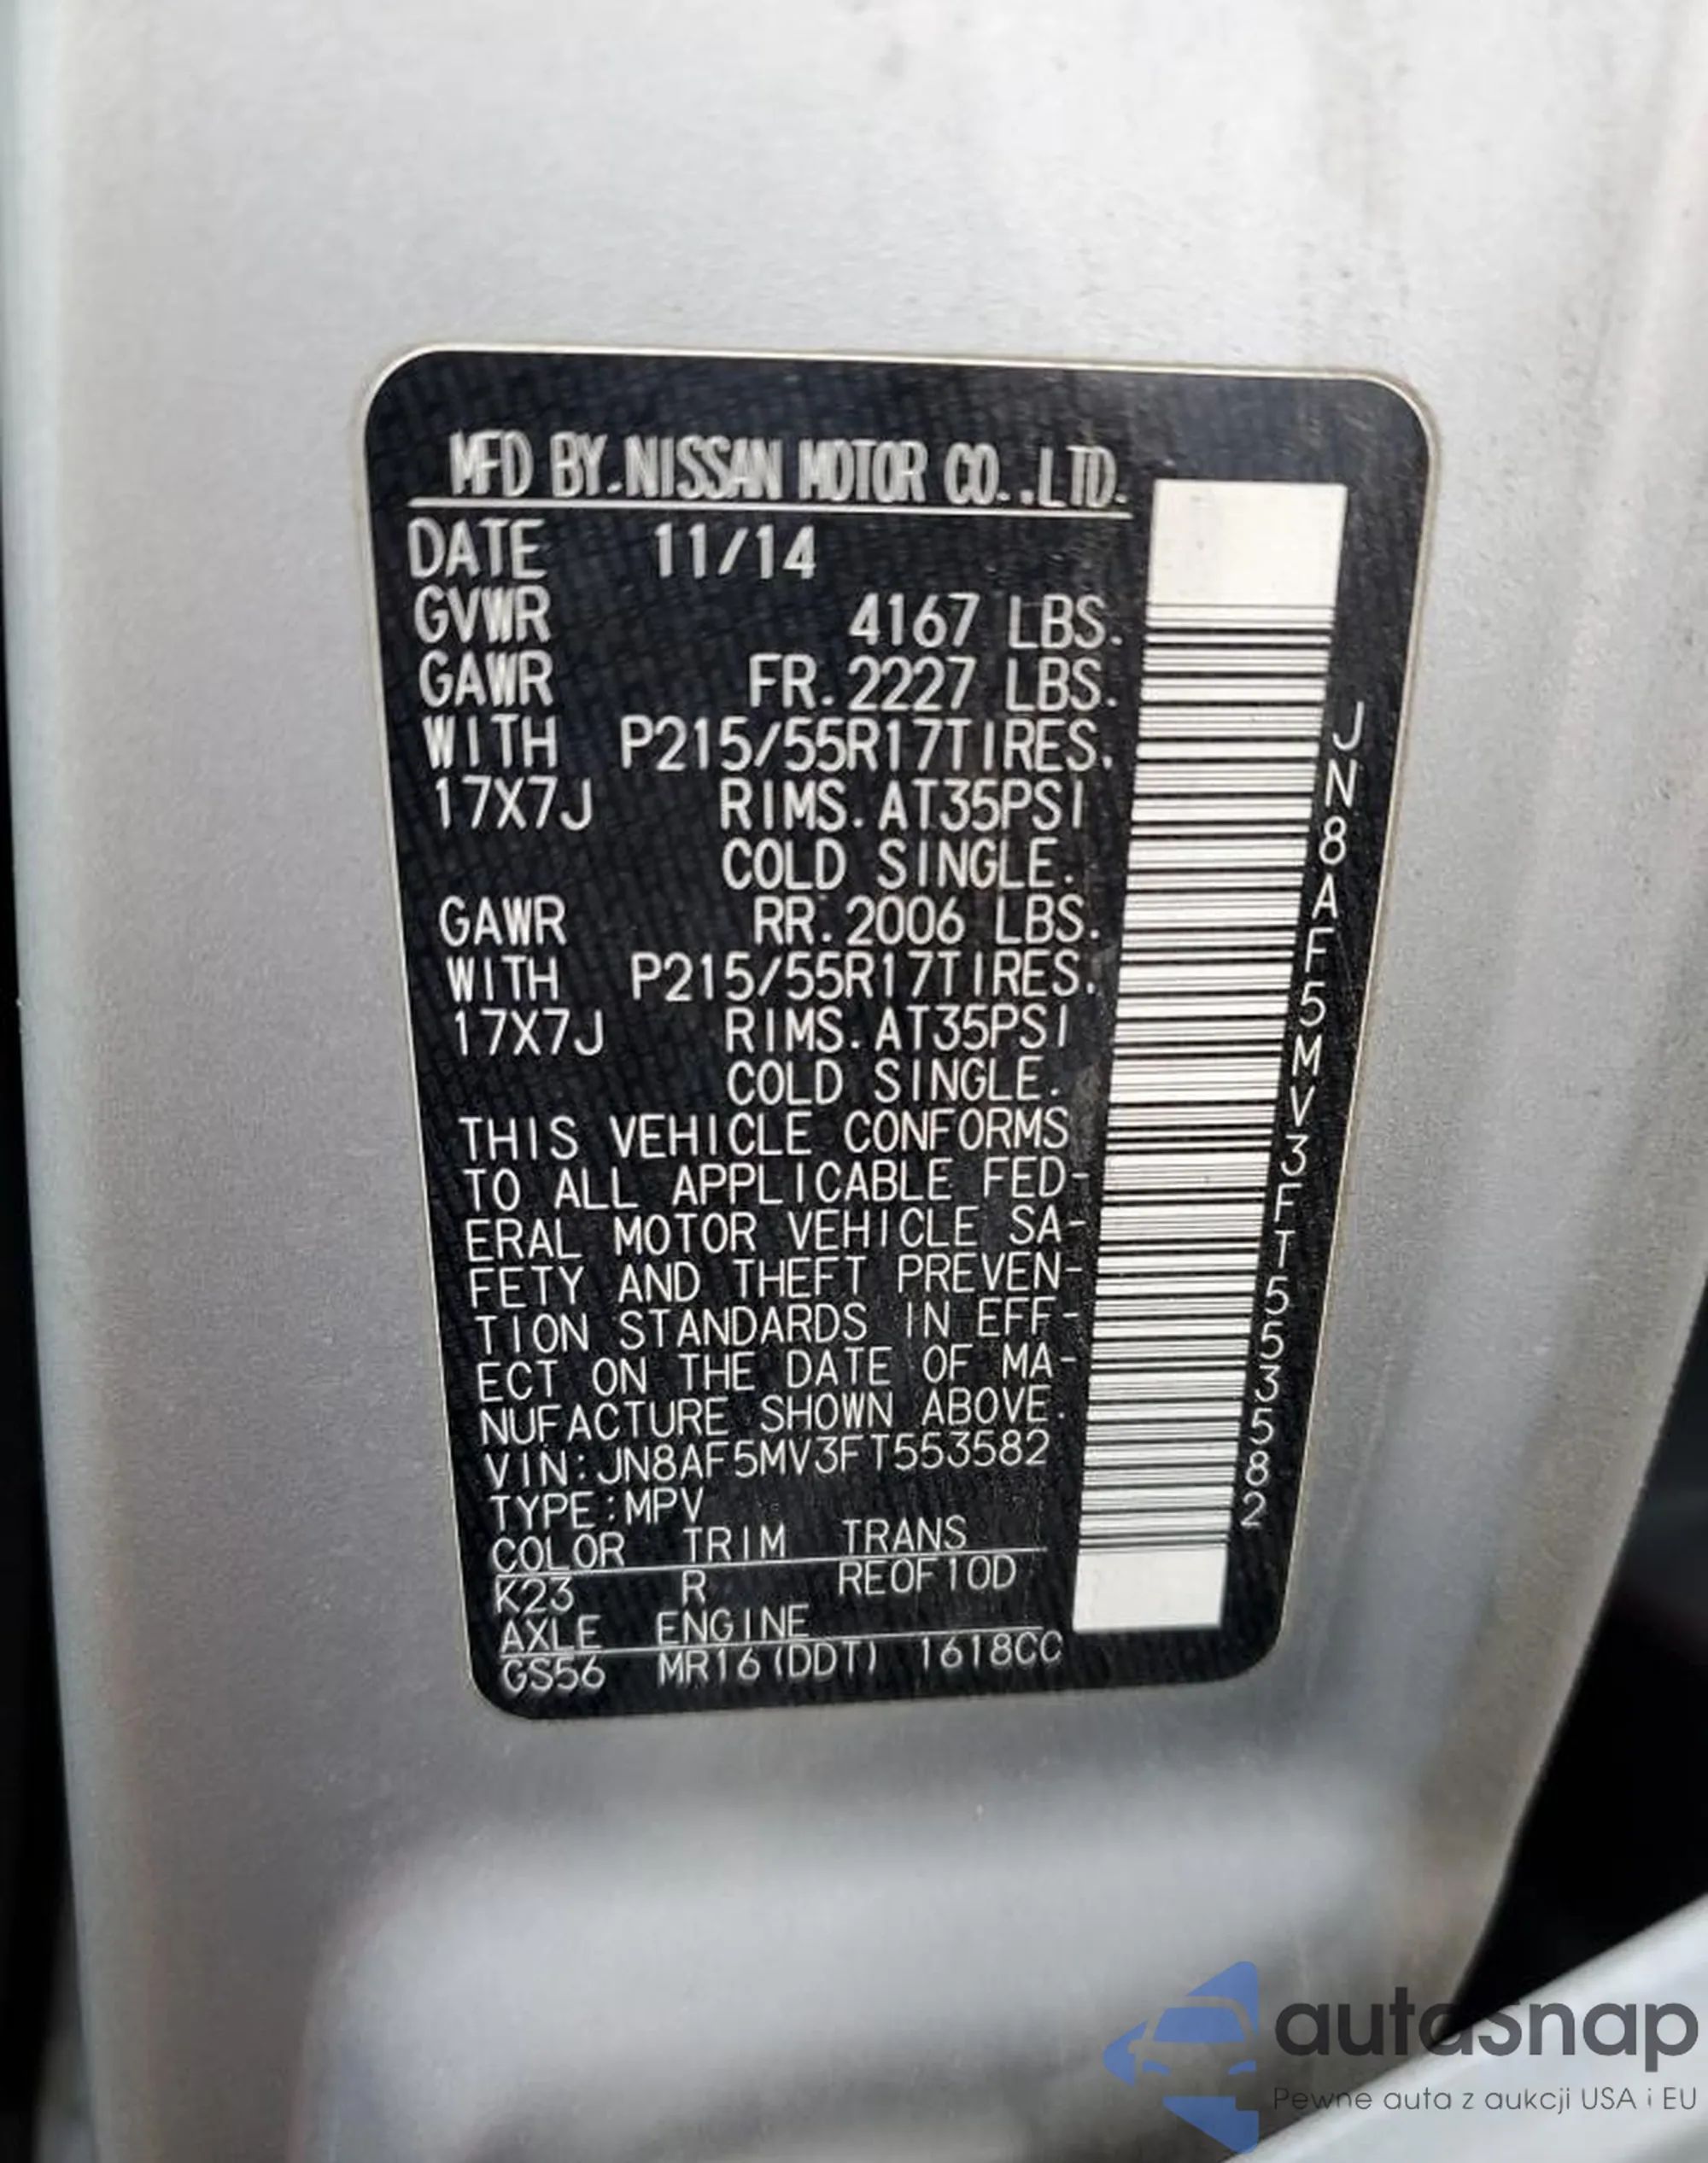 MFD BY.NISSAN MOTOR CO.,LTD.
DATE 11/14
GVWR 4167 LBS.
GAWR FR.2227 LBS.
WITH P215/55R17TIRES.
17X7J RIMS.AT35PSI
COLD SINGLE.
GAWR RR.2006 LBS.
WITH P215/55R17TIRES.
17X7J RIMS.AT35PSI
COLD SINGLE.
THIS VEHICLE CONFORMS
TO ALL APPLICABLE FED-
ERAL MOTOR VEHICLE SA-
FETY AND THEFT PREVEN-
TION STANDARDS IN EFF-
ECT ON THE DATE OF MA-
NUFACTURE SHOWN ABOVE.
VIN:JN8AF5MV3FT553582
TYPE:MPV
COLOR TRIM TRANS
K23 R RE0F10D
AXLE ENGINE
GS56 MR16(DDT) 1618CC
JN8AF5MV3FT553582
autasnap
Pewne auta z aukcji USA i EU